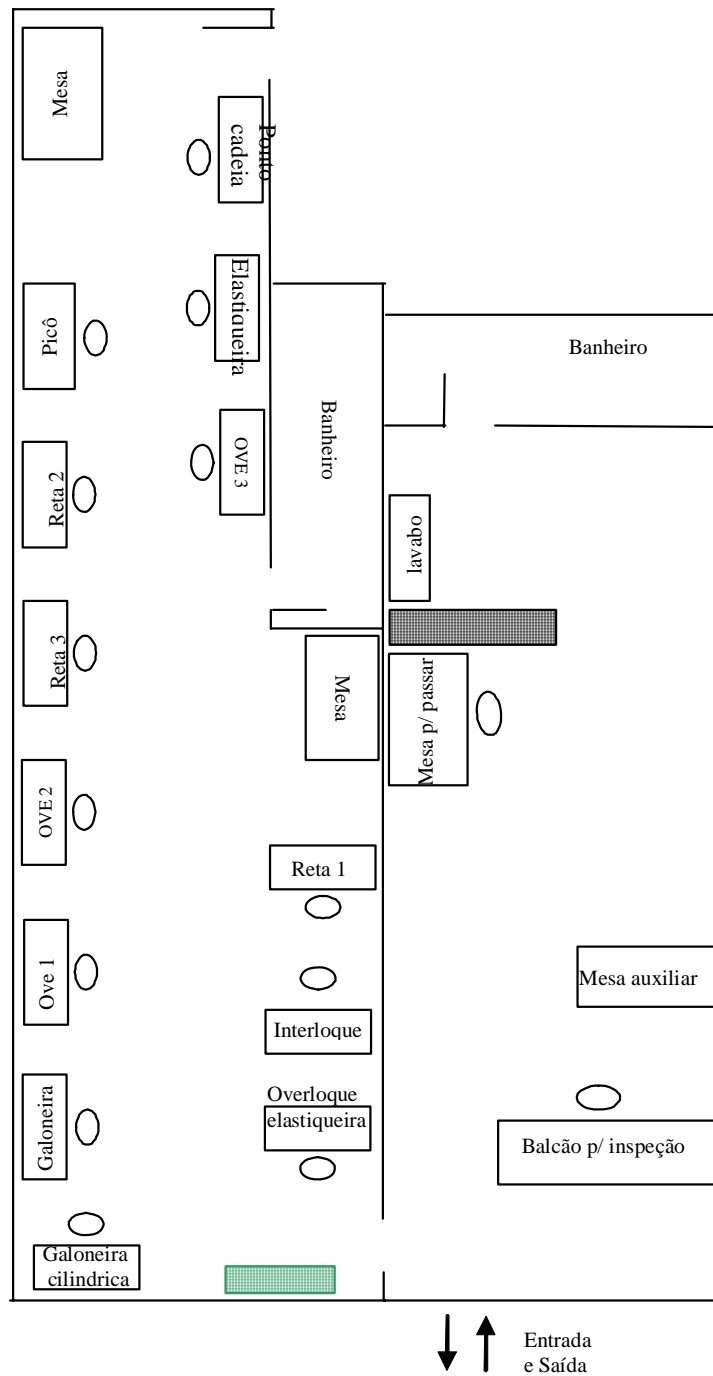 Mesa
Ponto
cadeia
Picô
Elastiqueira
Banheiro
Reta 2
OVE 3
Banheiro
lavabo
Reta 3
Mesa
Mesa p/ passar
OVE 2
Reta 1
Ove 1
Interloque
Mesa auxiliar
Galoneira
Overloque
elastiqueira
Balcão p/ inspeção
Galoneira
cilindrica
Entrada
e Saída